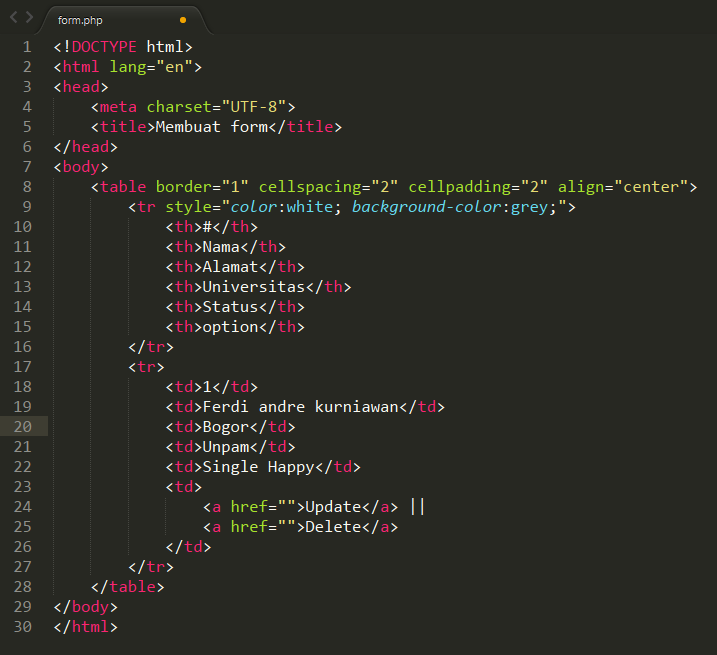 form.php
1 <!DOCTYPE html>
2 <html lang="en">
3 <head>
4     <meta charset="UTF-8">
5     <title>Membuat form</title>
6 </head>
7 <body>
8     <table border="1" cellspacing="2" cellpadding="2" align="center">
9         <tr style="color:white; background-color:grey;">
10             <th>#</th>
11             <th>Nama</th>
12             <th>Alamat</th>
13             <th>Universitas</th>
14             <th>Status</th>
15             <th>option</th>
16         </tr>
17         <tr>
18             <td>1</td>
19             <td>Ferdi andre kurniawan</td>
20             <td>Bogor</td>
21             <td>Unpam</td>
22             <td>Single Happy</td>
23             <td>
24                 <a href="">Update</a> ||
25                 <a href="">Delete</a>
26             </td>
27         </tr>
28     </table>
29 </body>
30 </html>